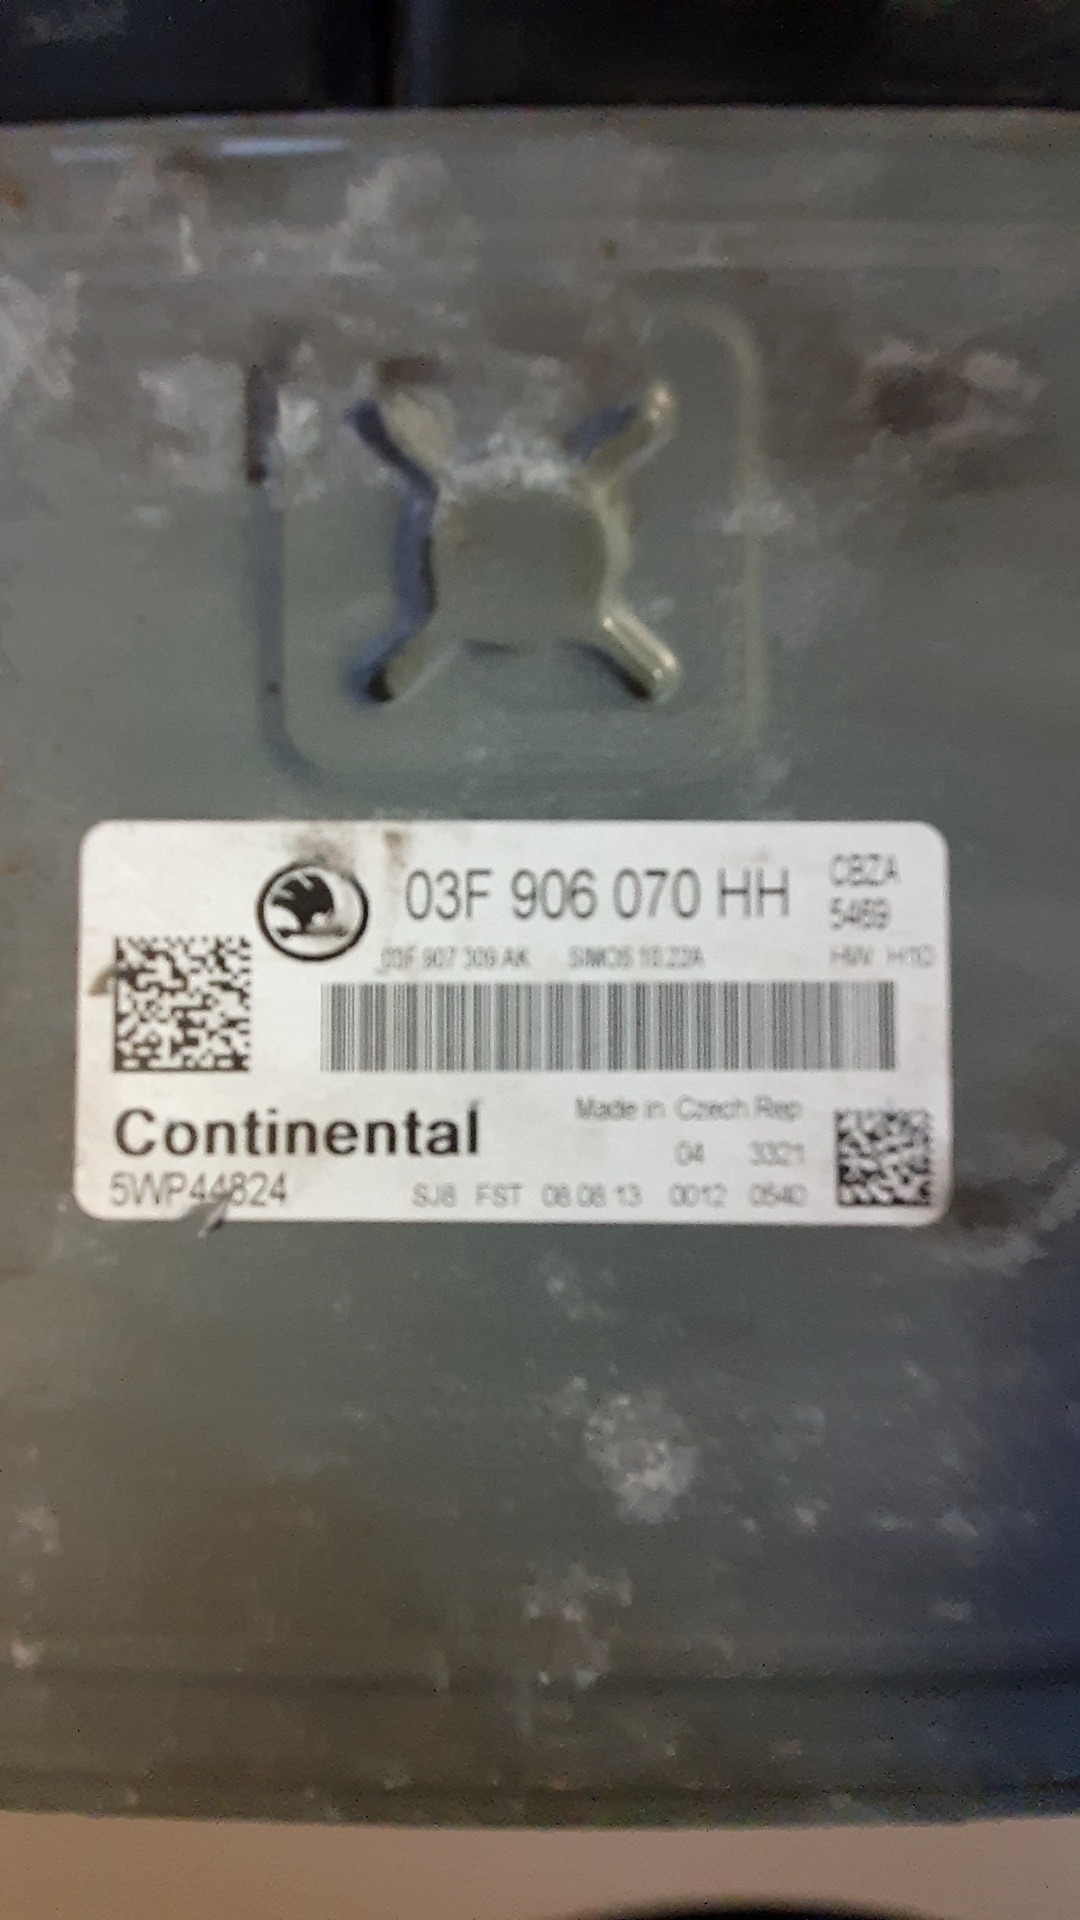 03F 906 070 HH CBZA
5469
03F 907 309 AK SIMOS 10.22A HW: H10
Continental Made in Czech Rep
04 3321
5WP44824 SJ8 FST 08.08.13 0012 0540